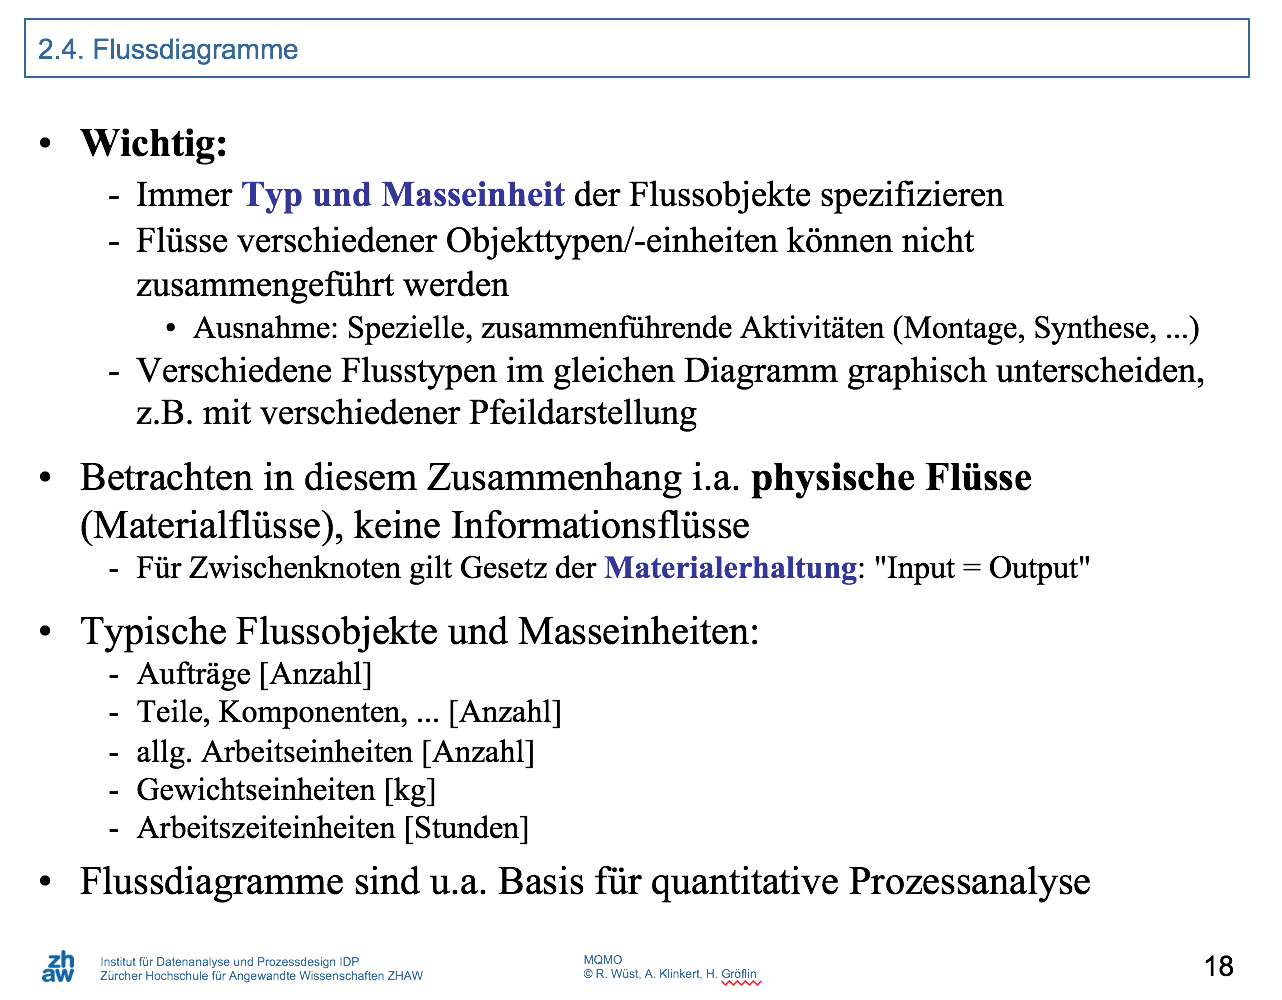 2.4. Flussdiagramme
• Wichtig:
- Immer Typ und Masseinheit der Flussobjekte spezifizieren
- Flüsse verschiedener Objekttypen/-einheiten können nicht
zusammengeführt werden
• Ausnahme: Spezielle, zusammenführende Aktivitäten (Montage, Synthese, ...)
- Verschiedene Flusstypen im gleichen Diagramm graphisch unterscheiden,
z.B. mit verschiedener Pfeildarstellung
• Betrachten in diesem Zusammenhang i.a. physische Flüsse
(Materialflüsse), keine Informationsflüsse
- Für Zwischenknoten gilt Gesetz der Materialerhaltung: "Input = Output"
• Typische Flussobjekte und Masseinheiten:
- Aufträge [Anzahl]
- Teile, Komponenten, ... [Anzahl]
- allg. Arbeitseinheiten [Anzahl]
- Gewichtseinheiten [kg]
- Arbeitszeiteinheiten [Stunden]
• Flussdiagramme sind u.a. Basis für quantitative Prozessanalyse
zh
aw
Institut für Datenanalyse und Prozessdesign IDP
Zürcher Hochschule für Angewandte Wissenschaften ZHAW
MQMO
© R. Wüst, A. Klinkert, H. Gröflin
18